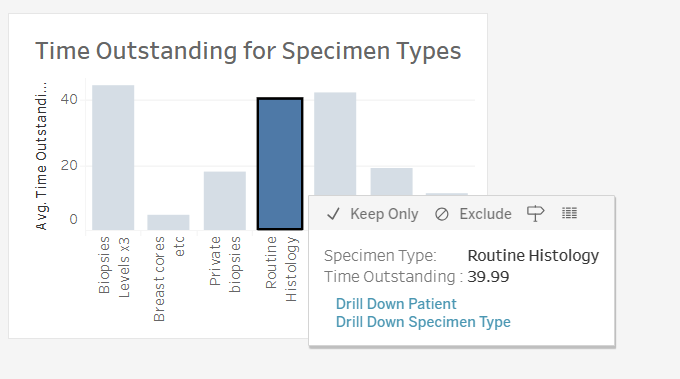 Time Outstanding for Specimen Types
Avg. Time Outstandi...
40
20
0
Biopsies
Levels x3
Breast cores
etc
Private
biopsies
Routine
Histology
Keep Only
Exclude
Specimen Type: Routine Histology
Time Outstanding : 39.99
Drill Down Patient
Drill Down Specimen Type